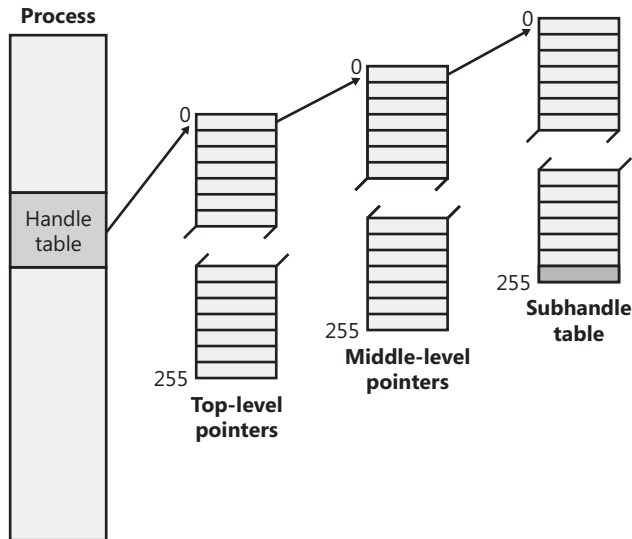 Process
Handle
table
0
255
Top-level
pointers
0
255
Middle-level
pointers
0
255
Subhandle
table